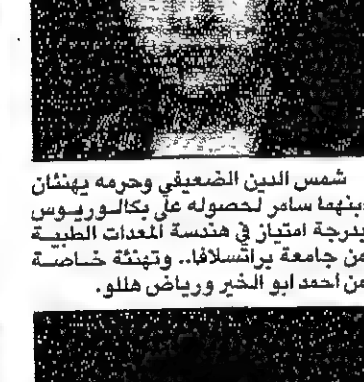 شمس الدين الضعيفي وحرمه يهنئان
بنهما سامر لحصوله على بكالوريوس
بدرجة امتياز في هندسة المعدات الطبية
من جامعة براتسلافا.. وتهنئة خاصة
من احمد ابو الخير ورياض هللو.